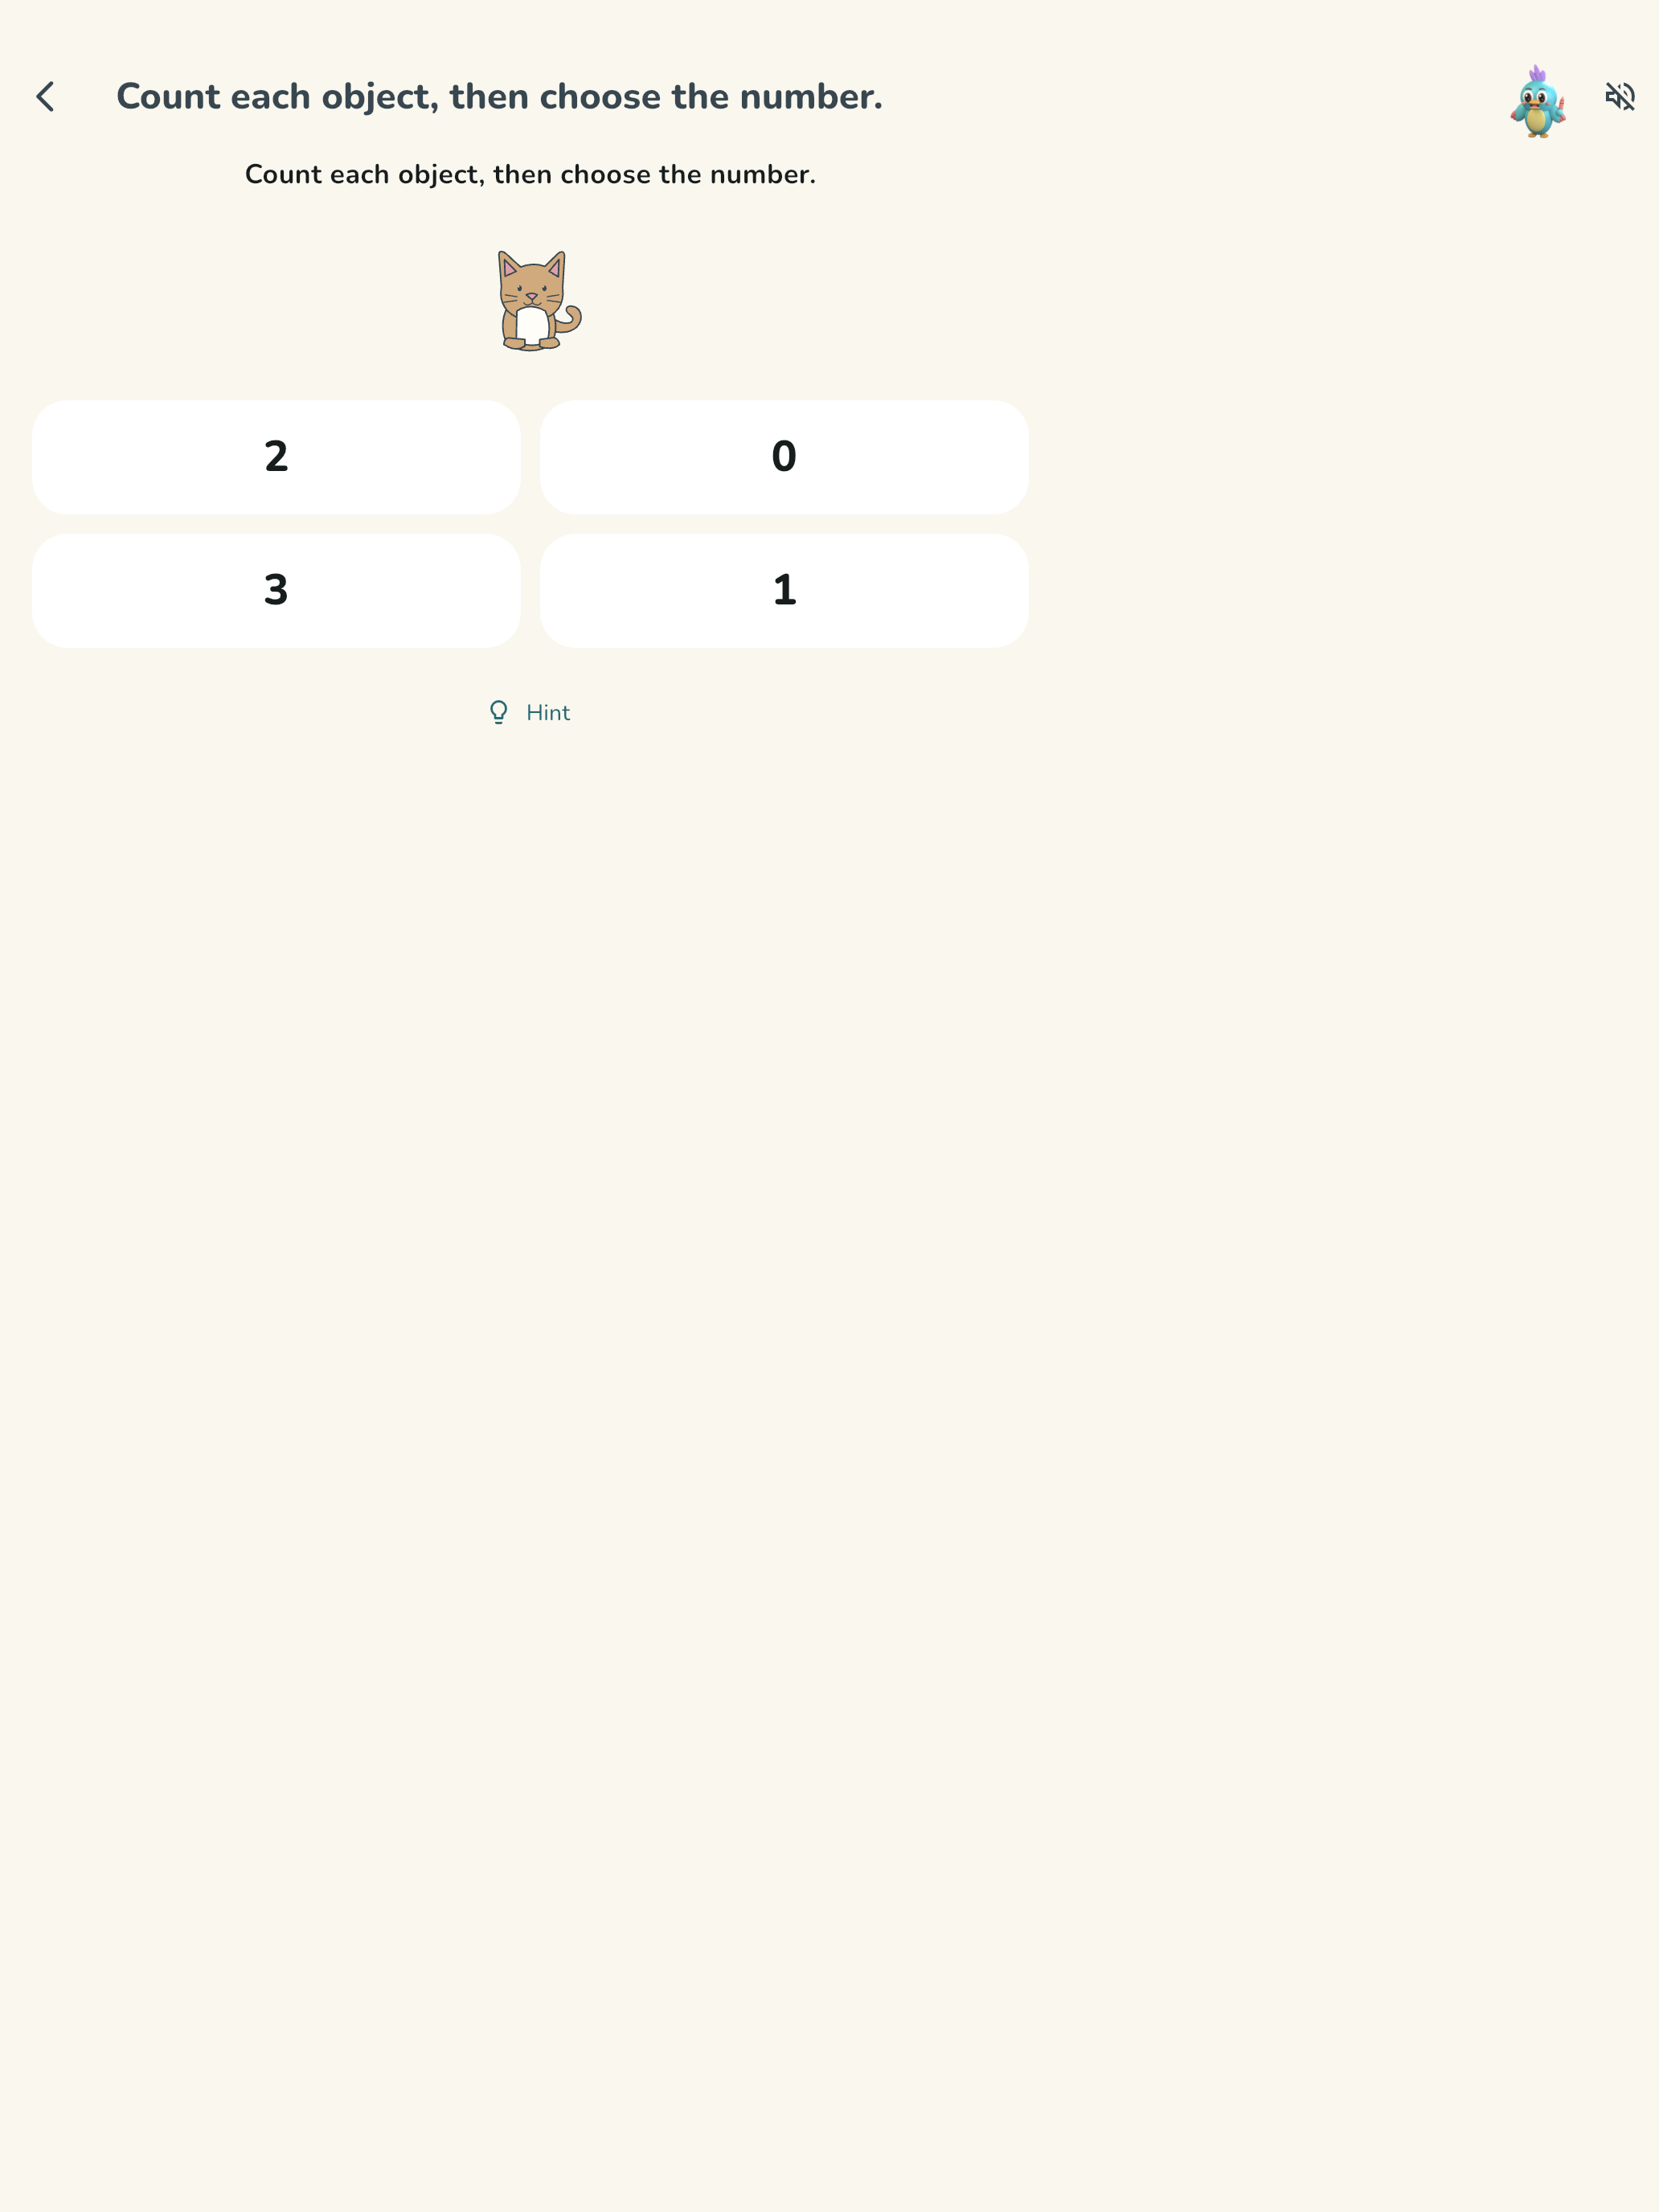 Count each object, then choose the number.
Count each object, then choose the number.
2
0
3
1
Hint